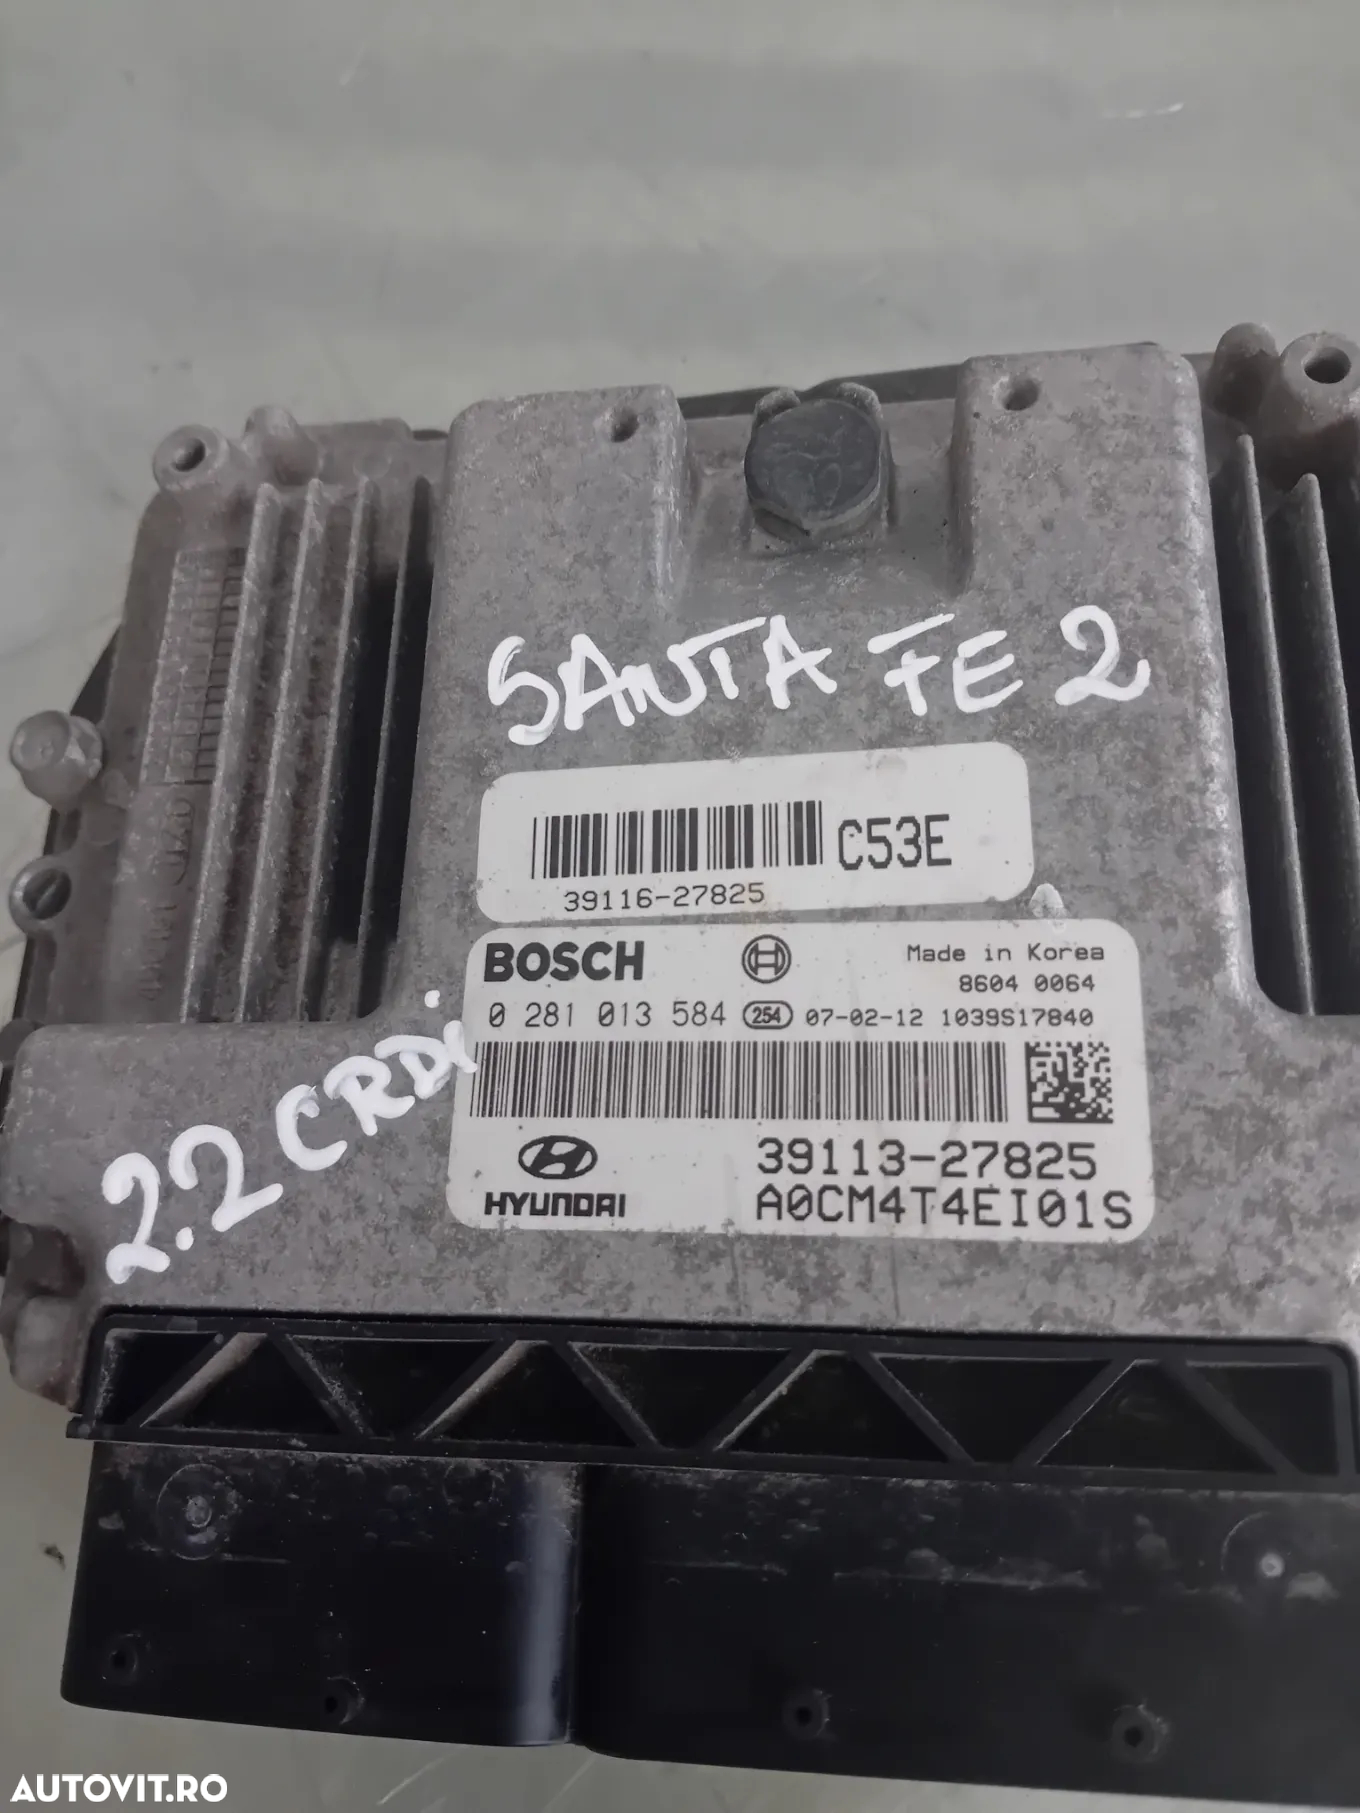 SANTA FE 2
C53E
39116-27825
BOSCH Made in Korea
8604 0064
0 281 013 584 254 07-02-12 1039S17840
2.2 CRDi
39113-27825
HYUNDAI A0CM4T4EI01S
AUTOVIT.RO